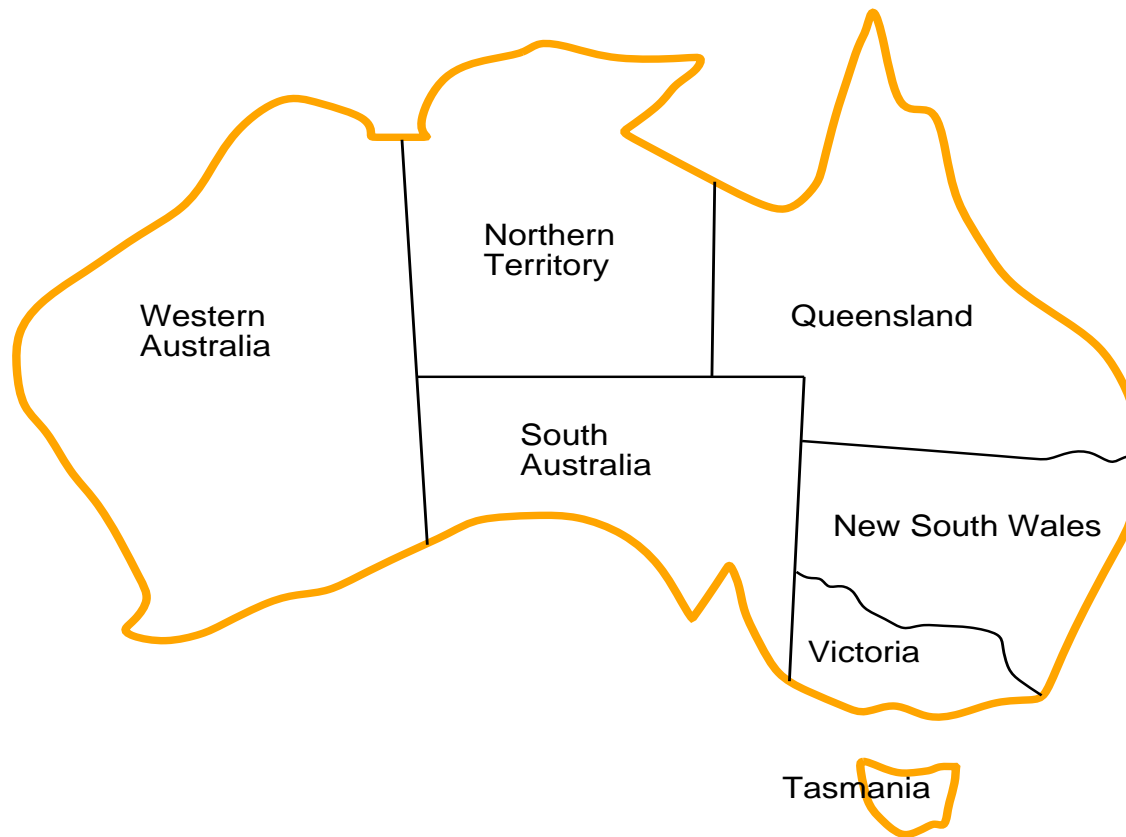 Northern
Territory
Western
Australia
Queensland
South
Australia
New South Wales
Victoria
Tasmania